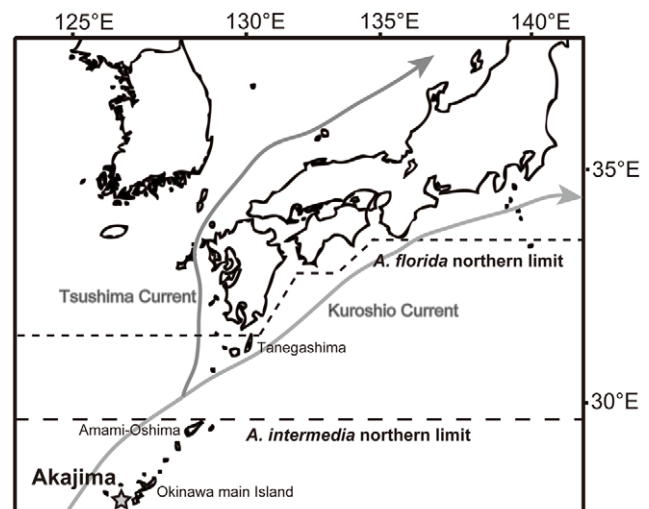 125°E 130°E 135°E 140°E
35°E
A. florida northern limit
Tsushima Current
Kuroshio Current
Tanegashima
30°E
Amami-Oshima
A. intermedia northern limit
Akajima
Okinawa main Island